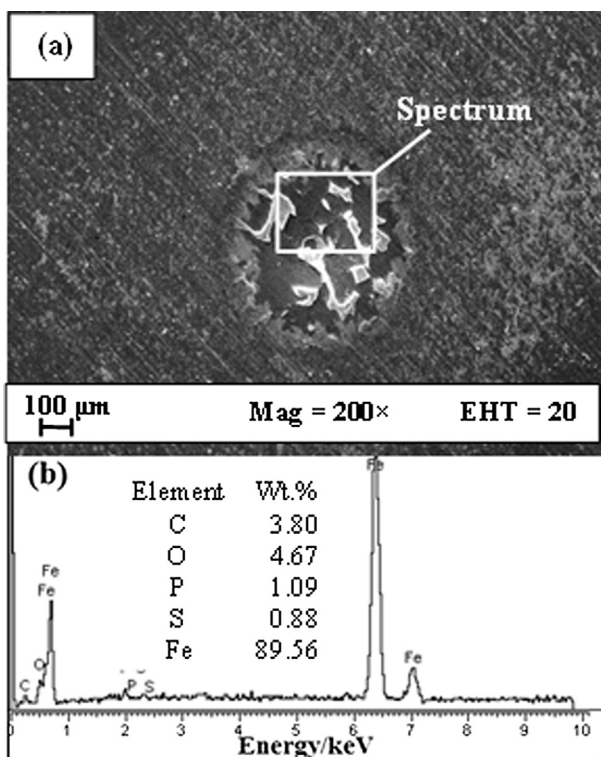 (a)
Spectrum
100 µm Mag = 200× EHT = 20
(b)
Element Wt.%
C 3.80
O 4.67
P 1.09
S 0.88
Fe 89.56
Fe
Fe
Fe
Fe
O
C
P S
0 1 2 3 4 5 6 7 8 9 10
Energy/keV